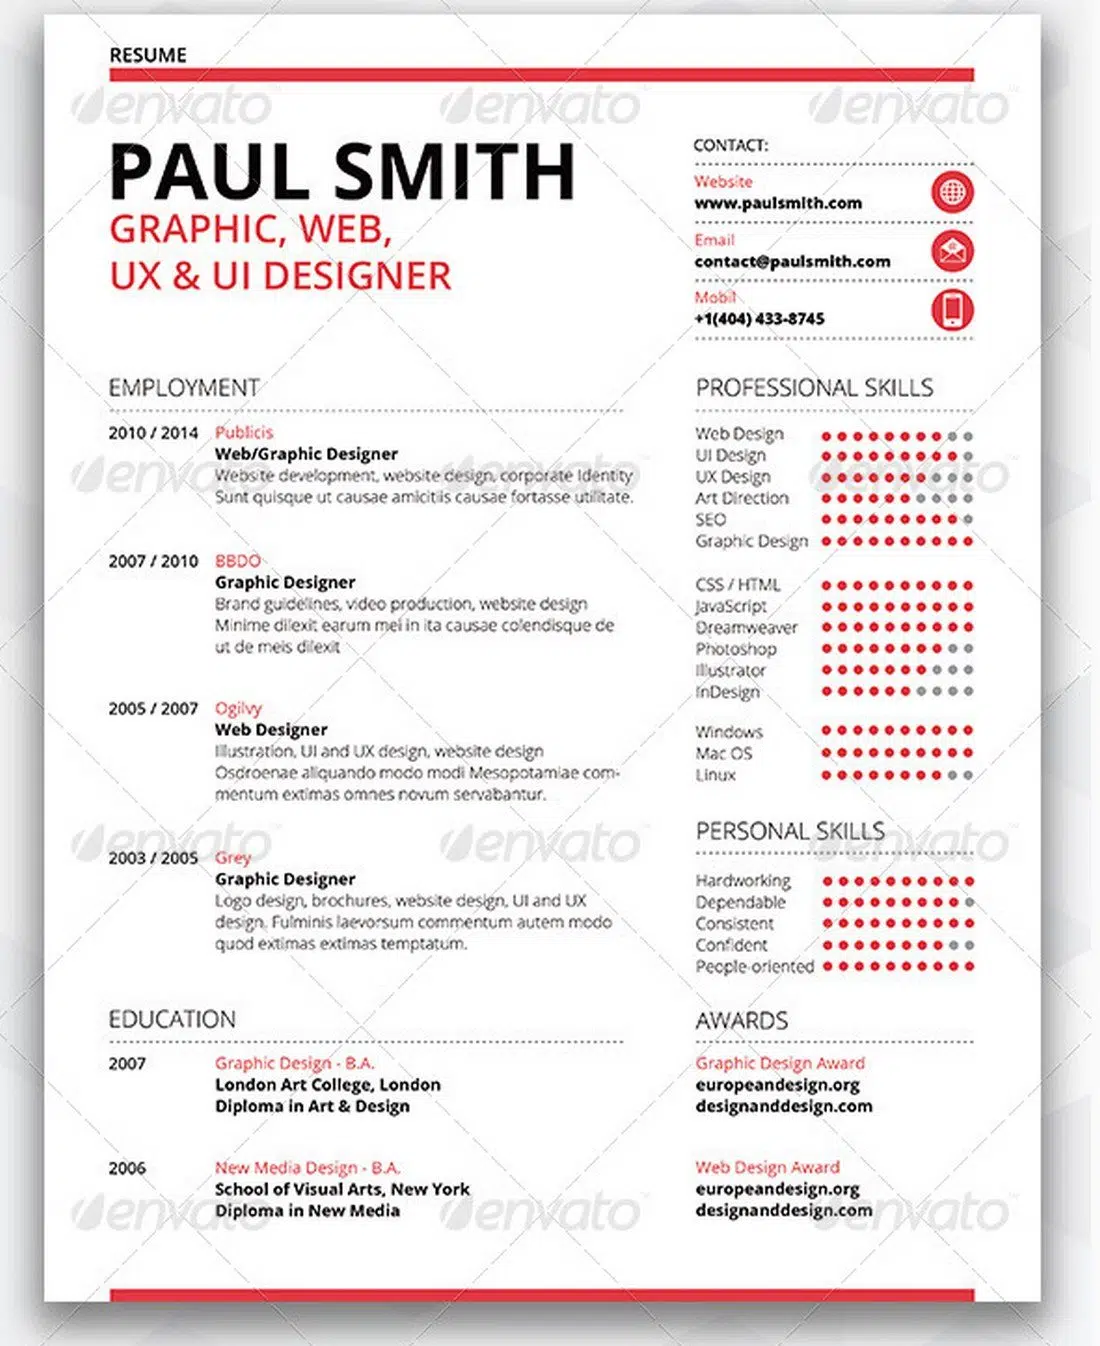 RESUME
PAUL SMITH
GRAPHIC, WEB,
UX & UI DESIGNER
CONTACT:
Website
www.paulsmith.com
Email
contact@paulsmith.com
Mobil
+1(404) 433-8745
EMPLOYMENT
2010 / 2014 Publicis
Web/Graphic Designer
Website development, website design, corporate Identity
Sunt quisque ut causae amicitiis causae fortasse utilitate.
2007 / 2010 BBDO
Graphic Designer
Brand guidelines, video production, website design
Minime dilexit earum mei in ita causae colendisque de
ut de meis dilexit
2005 / 2007 Ogilvy
Web Designer
Illustration, UI and UX design, website design
Osdroenae aliquando modo modi Mesopotamiae com-
mentum extimas omnes novum servabantur.
2003 / 2005 Grey
Graphic Designer
Logo design, brochures, website design, UI and UX
design. Fulminis laevorsum commentum autem modo
quod extimas extimas temptatum.
EDUCATION
2007 Graphic Design - B.A.
London Art College, London
Diploma in Art & Design
2006 New Media Design - B.A.
School of Visual Arts, New York
Diploma in New Media
PROFESSIONAL SKILLS
Web Design
UI Design
UX Design
Art Direction
SEO
Graphic Design
CSS / HTML
JavaScript
Dreamweaver
Photoshop
Illustrator
InDesign
Windows
Mac OS
Linux
PERSONAL SKILLS
Hardworking
Dependable
Consistent
Confident
People-oriented
AWARDS
Graphic Design Award
europeandesign.org
designanddesign.com
Web Design Award
europeandesign.org
designanddesign.com
envato
envato
envato
envato
envato
envato
envato
envato
envato
envato
envato
envato